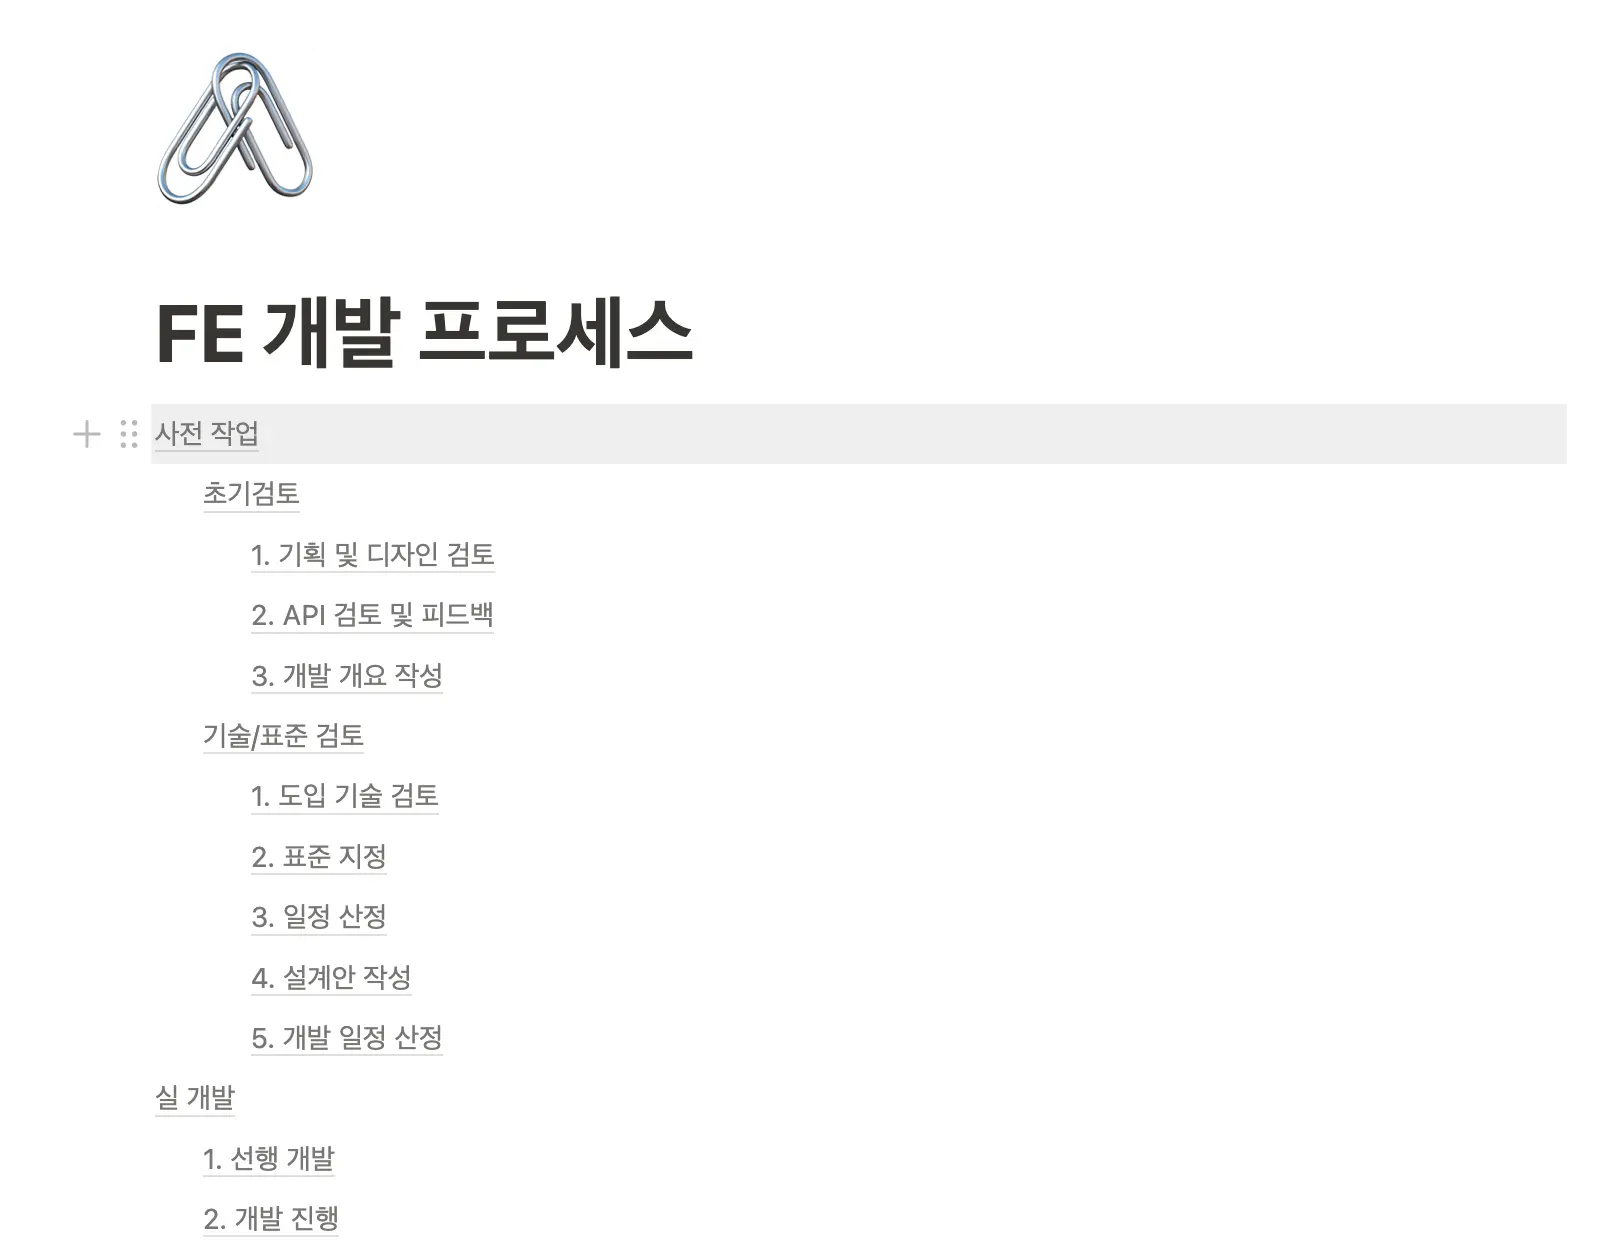 FE 개발 프로세스
사전 작업
초기검토
1. 기획 및 디자인 검토
2. API 검토 및 피드백
3. 개발 개요 작성
기술/표준 검토
1. 도입 기술 검토
2. 표준 지정
3. 일정 산정
4. 설계안 작성
5. 개발 일정 산정
실 개발
1. 선행 개발
2. 개발 진행